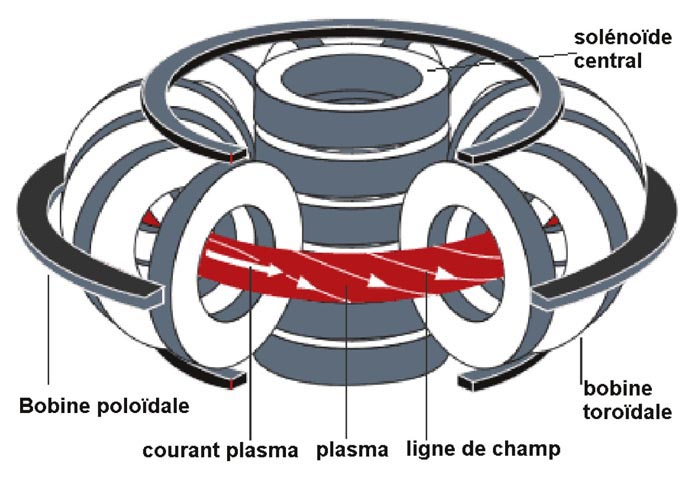 solénoïde
central
Bobine poloïdale
bobine
toroïdale
courant plasma
plasma
ligne de champ